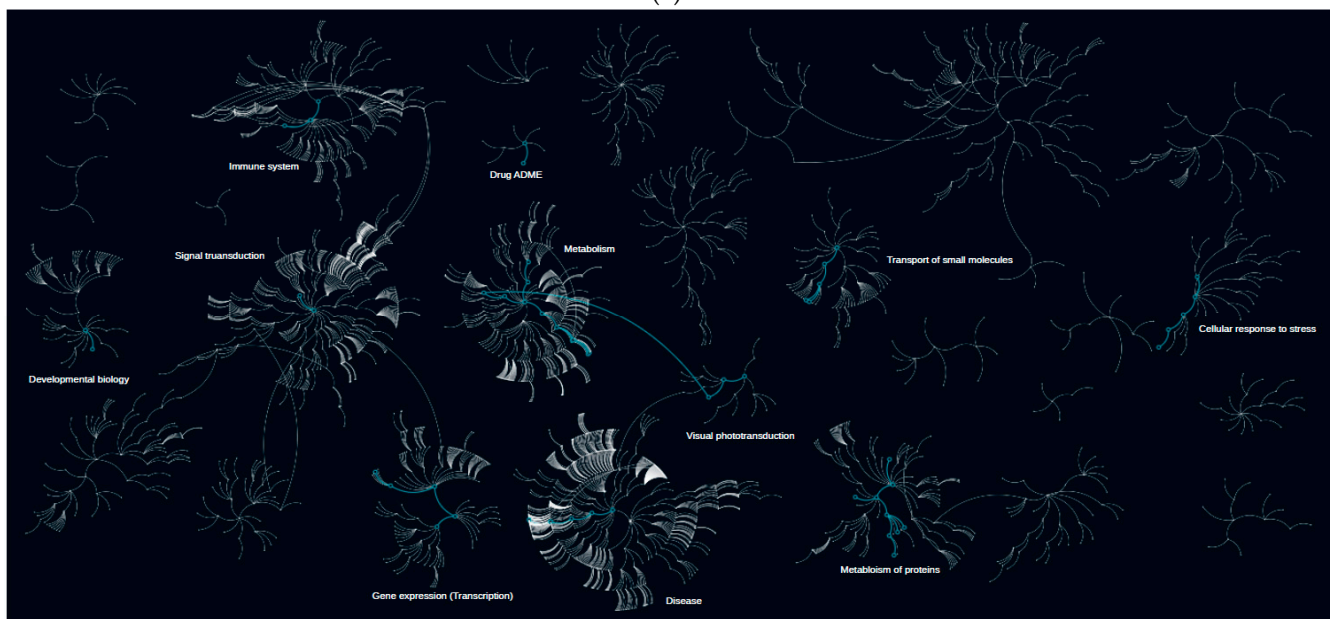 Immune system
Drug ADME
Signal truansduction
Metabolism
Transport of small molecules
Cellular response to stress
Developmental biology
Visual phototransduction
Metabloism of proteins
Gene expression (Transcription)
Disease